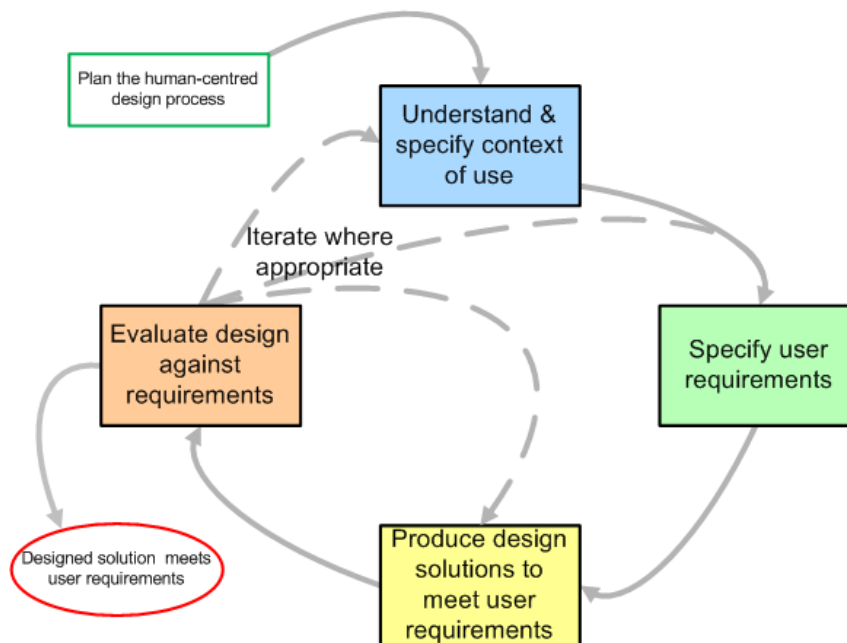 Plan the human-centred
design process
Understand &
specify context
of use
Iterate where
appropriate
Evaluate design
against
requirements
Specify user
requirements
Designed solution meets
user requirements
Produce design
solutions to
meet user
requirements